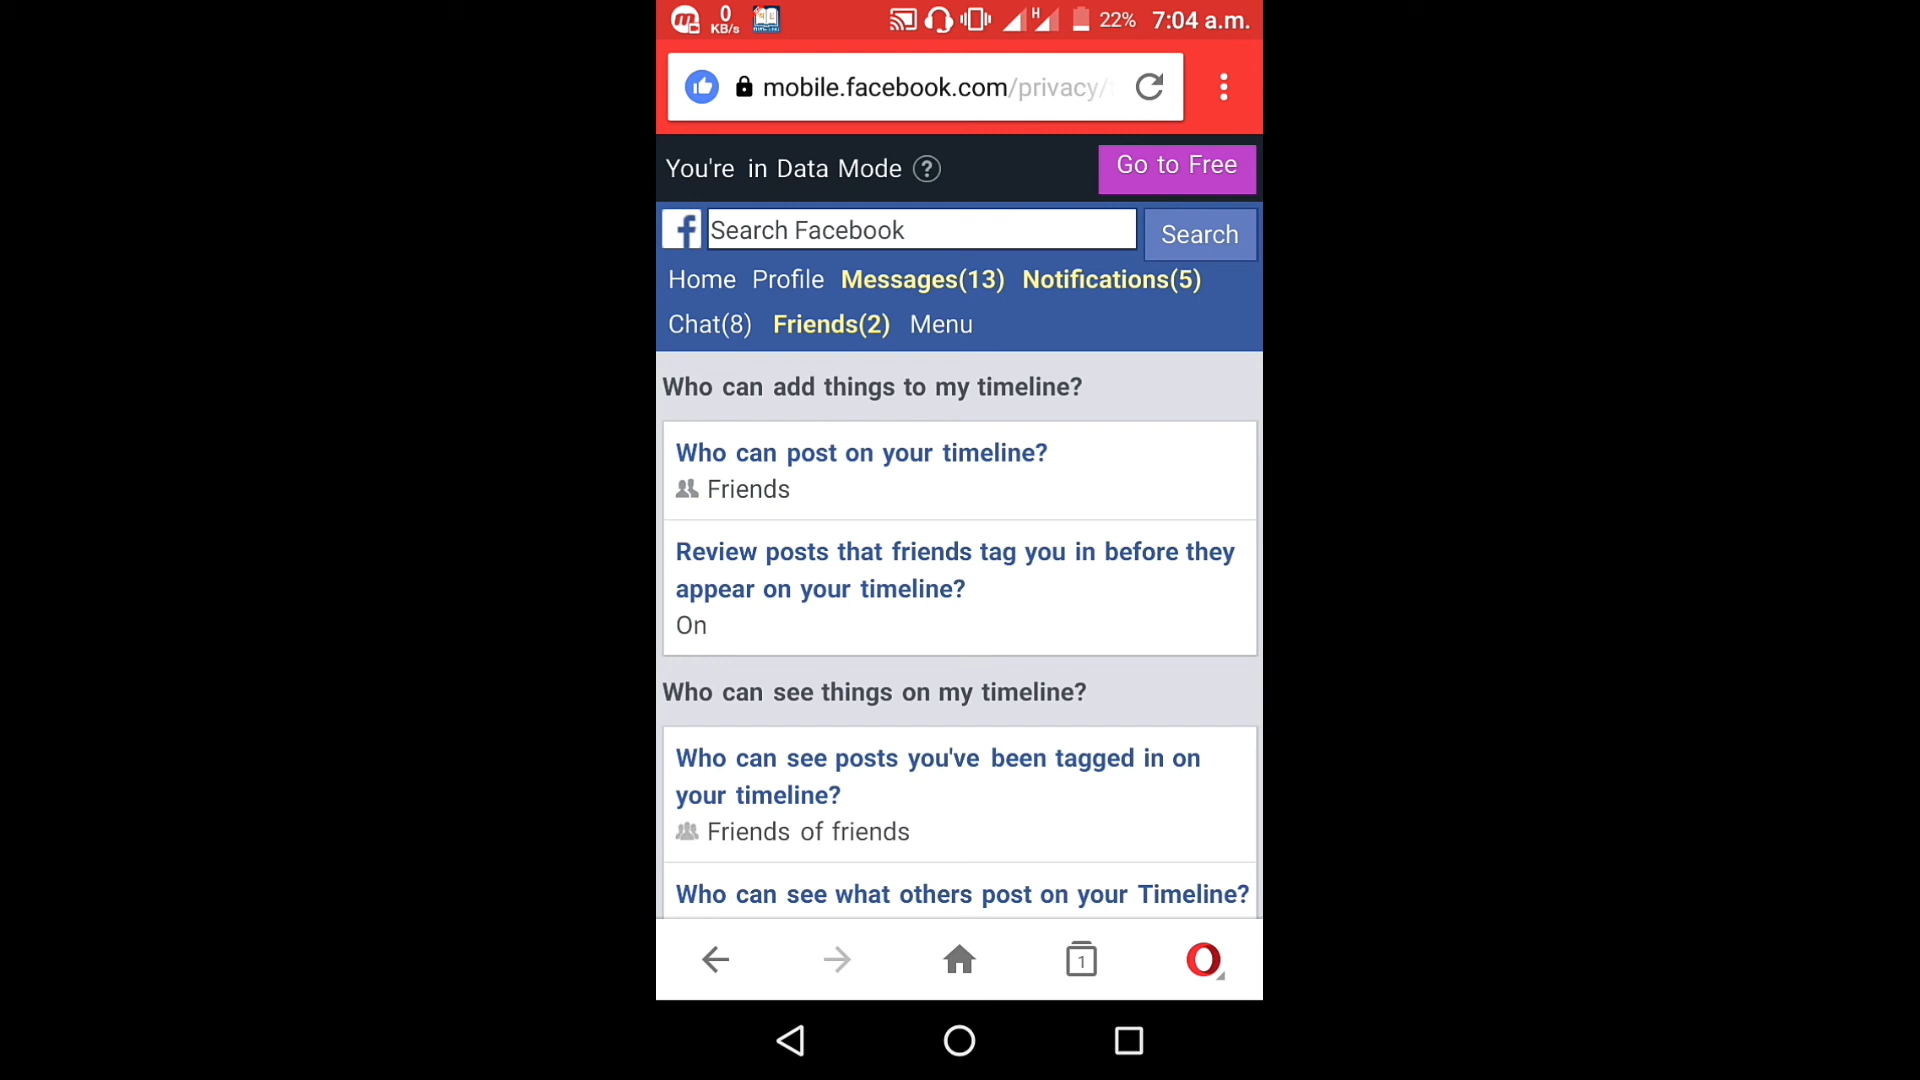 0 KB/s H 22% 7:04 a.m.
mobile.facebook.com/privacy/
You're in Data Mode ? Go to Free
Search Facebook Search
Home Profile Messages(13) Notifications(5)
Chat(8) Friends(2) Menu
Who can add things to my timeline?
Who can post on your timeline?
Friends
Review posts that friends tag you in before they
appear on your timeline?
On
Who can see things on my timeline?
Who can see posts you've been tagged in on
your timeline?
Friends of friends
Who can see what others post on your Timeline?
1